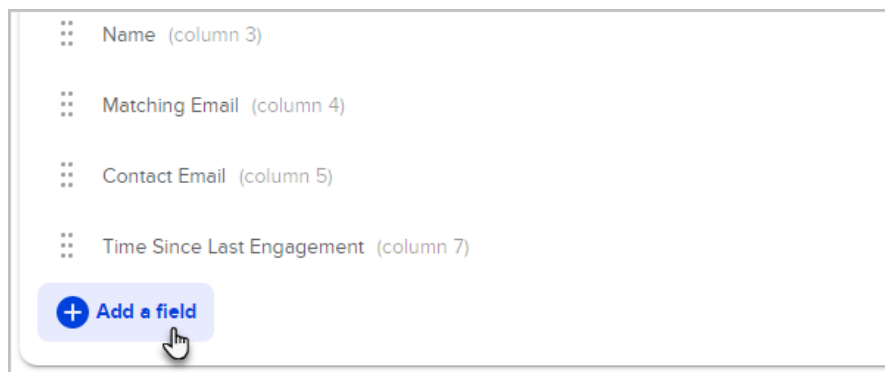 Name (column 3)
Matching Email (column 4)
Contact Email (column 5)
Time Since Last Engagement (column 7)
Add a field